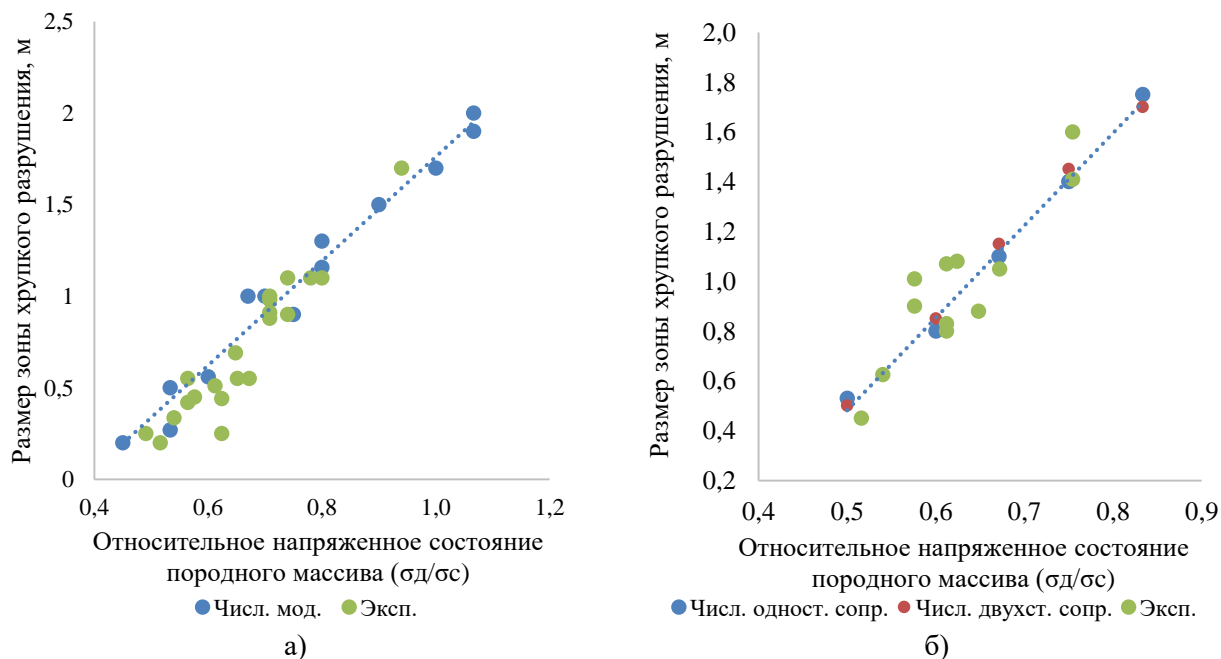 Размер зоны хрупкого разрушения, м
2,5
2
1,5
1
0,5
0
0,4
0,6
0,8
1,0
1,2
Относительное напряженное состояние
породного массива (σд/σс)
Числ. мод.
Эксп.
а)
Размер зоны хрупкого разрушения, м
2,0
1,8
1,6
1,4
1,2
1,0
0,8
0,6
0,4
0,2
0,4
0,5
0,6
0,7
0,8
0,9
Относительное напряженное состояние
породного массива (σд/σс)
Числ. одност. сопр.
Числ. двухст. сопр.
Эксп.
б)